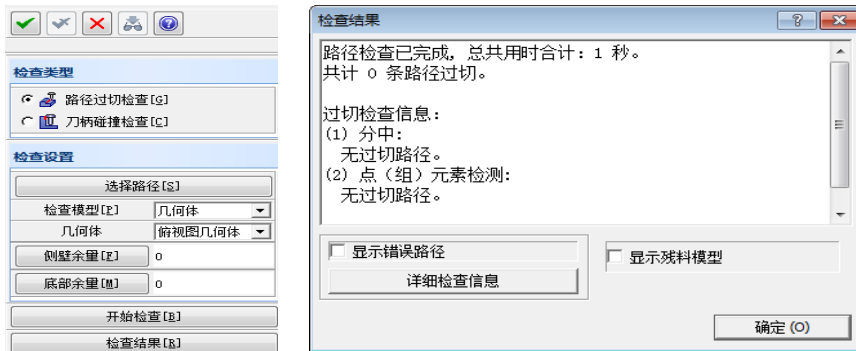 检查类型
路径过切检查[G]
刀柄碰撞检查[C]
检查设置
选择路径[S]
检查模型[P] 几何体
几何体 俯视图几何体
侧壁余量[F] 0
底部余量[M] 0
开始检查[B]
检查结果[R]
检查结果
路径检查已完成, 总共用时合计: 1 秒。
共计 0 条路径过切。
过切检查信息:
(1) 分中:
无过切路径。
(2) 点（组）元素检测:
无过切路径。
显示错误路径
详细检查信息
显示残料模型
确定(O)